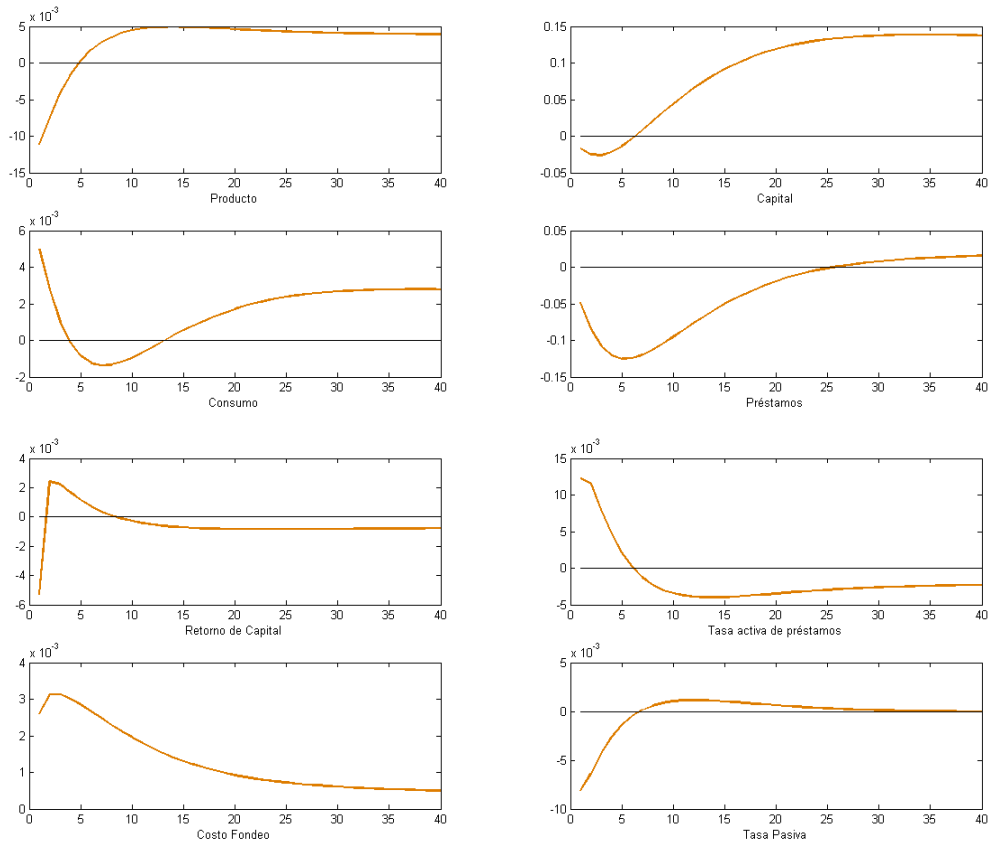 x 10^-3
5
0
-5
-10
-15
0 5 10 15 20 25 30 35 40
Producto
0.15
0.1
0.05
0
-0.05
0 5 10 15 20 25 30 35 40
Capital
x 10^-3
6
4
2
0
-2
0 5 10 15 20 25 30 35 40
Consumo
0.05
0
-0.05
-0.1
-0.15
0 5 10 15 20 25 30 35 40
Préstamos
x 10^-3
4
2
0
-2
-4
-6
0 5 10 15 20 25 30 35 40
Retorno de Capital
x 10^-3
15
10
5
0
-5
0 5 10 15 20 25 30 35 40
Tasa activa de préstamos
x 10^-3
4
3
2
1
0
0 5 10 15 20 25 30 35 40
Costo Fondeo
x 10^-3
5
0
-5
-10
0 5 10 15 20 25 30 35 40
Tasa Pasiva